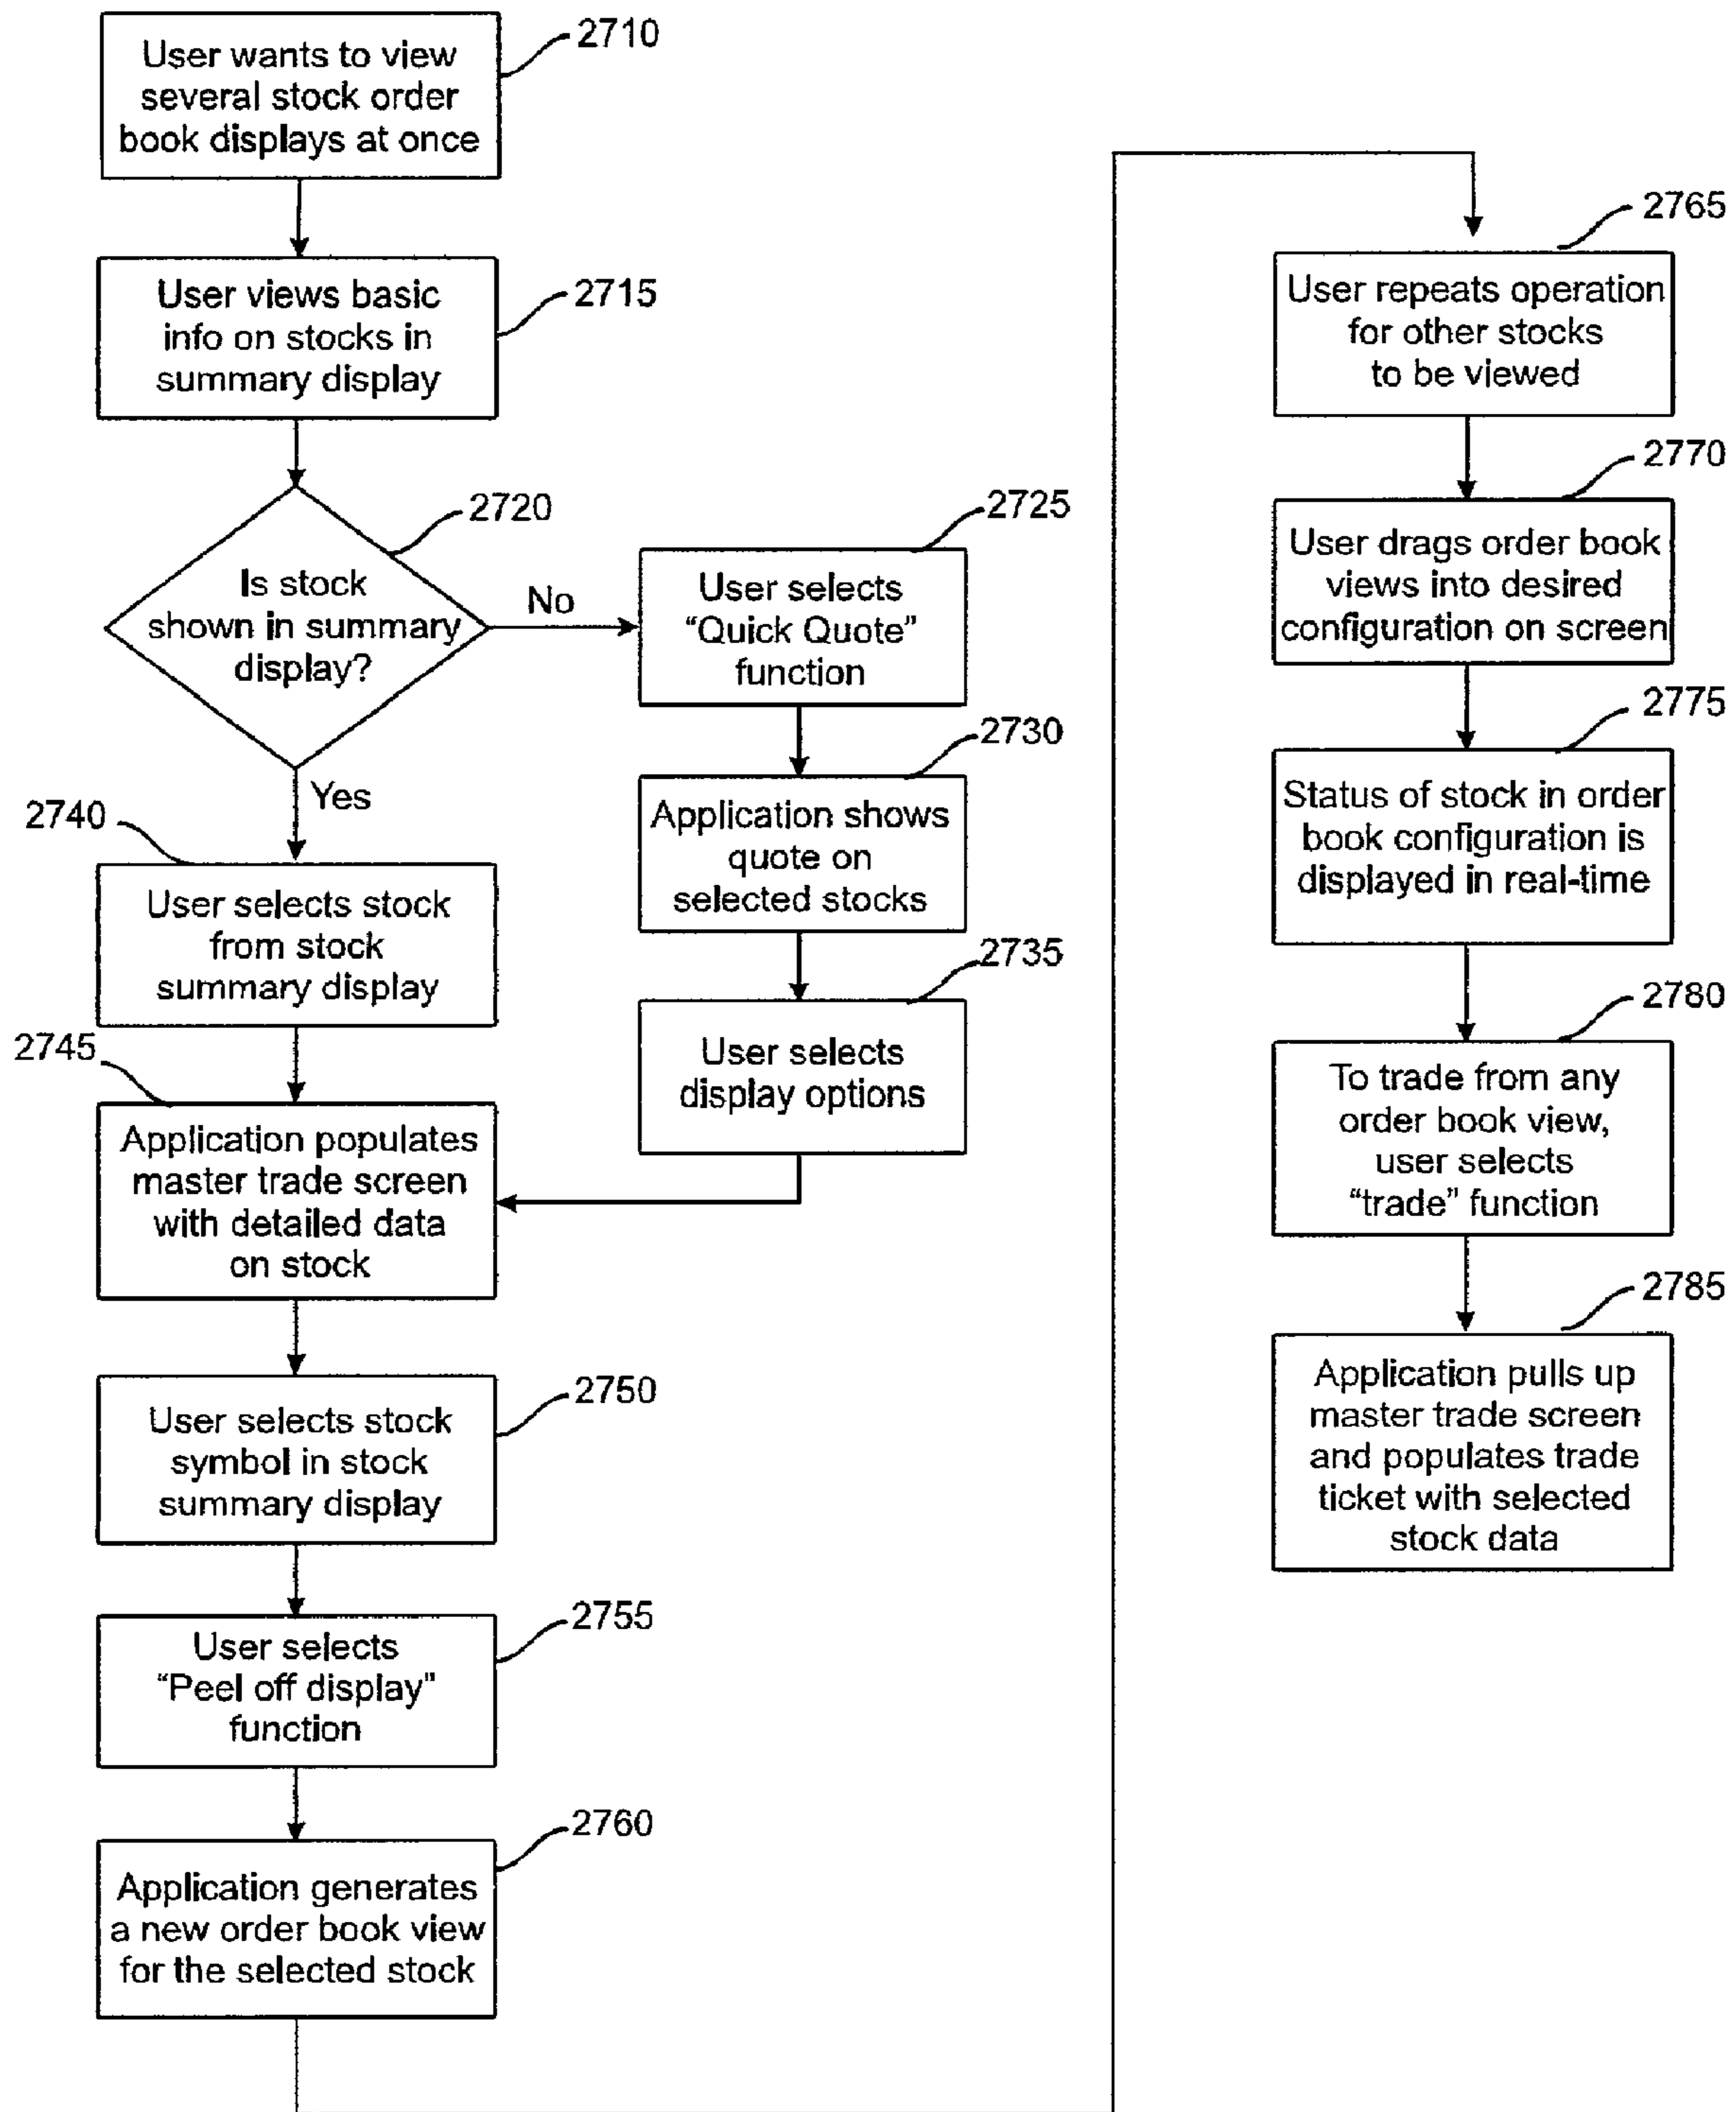 2710
User wants to view
several stock order
book displays at once
2715
User views basic
info on stocks in
summary display
2720
Is stock
shown in summary
display?
No
Yes
2725
User selects
“Quick Quote”
function
2730
Application shows
quote on
selected stocks
2735
User selects
display options
2740
User selects stock
from stock
summary display
2745
Application populates
master trade screen
with detailed data
on stock
2750
User selects stock
symbol in stock
summary display
2755
User selects
“Peel off display”
function
2760
Application generates
a new order book view
for the selected stock
2765
User repeats operation
for other stocks
to be viewed
2770
User drags order book
views into desired
configuration on screen
2775
Status of stock in order
book configuration is
displayed in real-time
2780
To trade from any
order book view,
user selects
“trade” function
2785
Application pulls up
master trade screen
and populates trade
ticket with selected
stock data